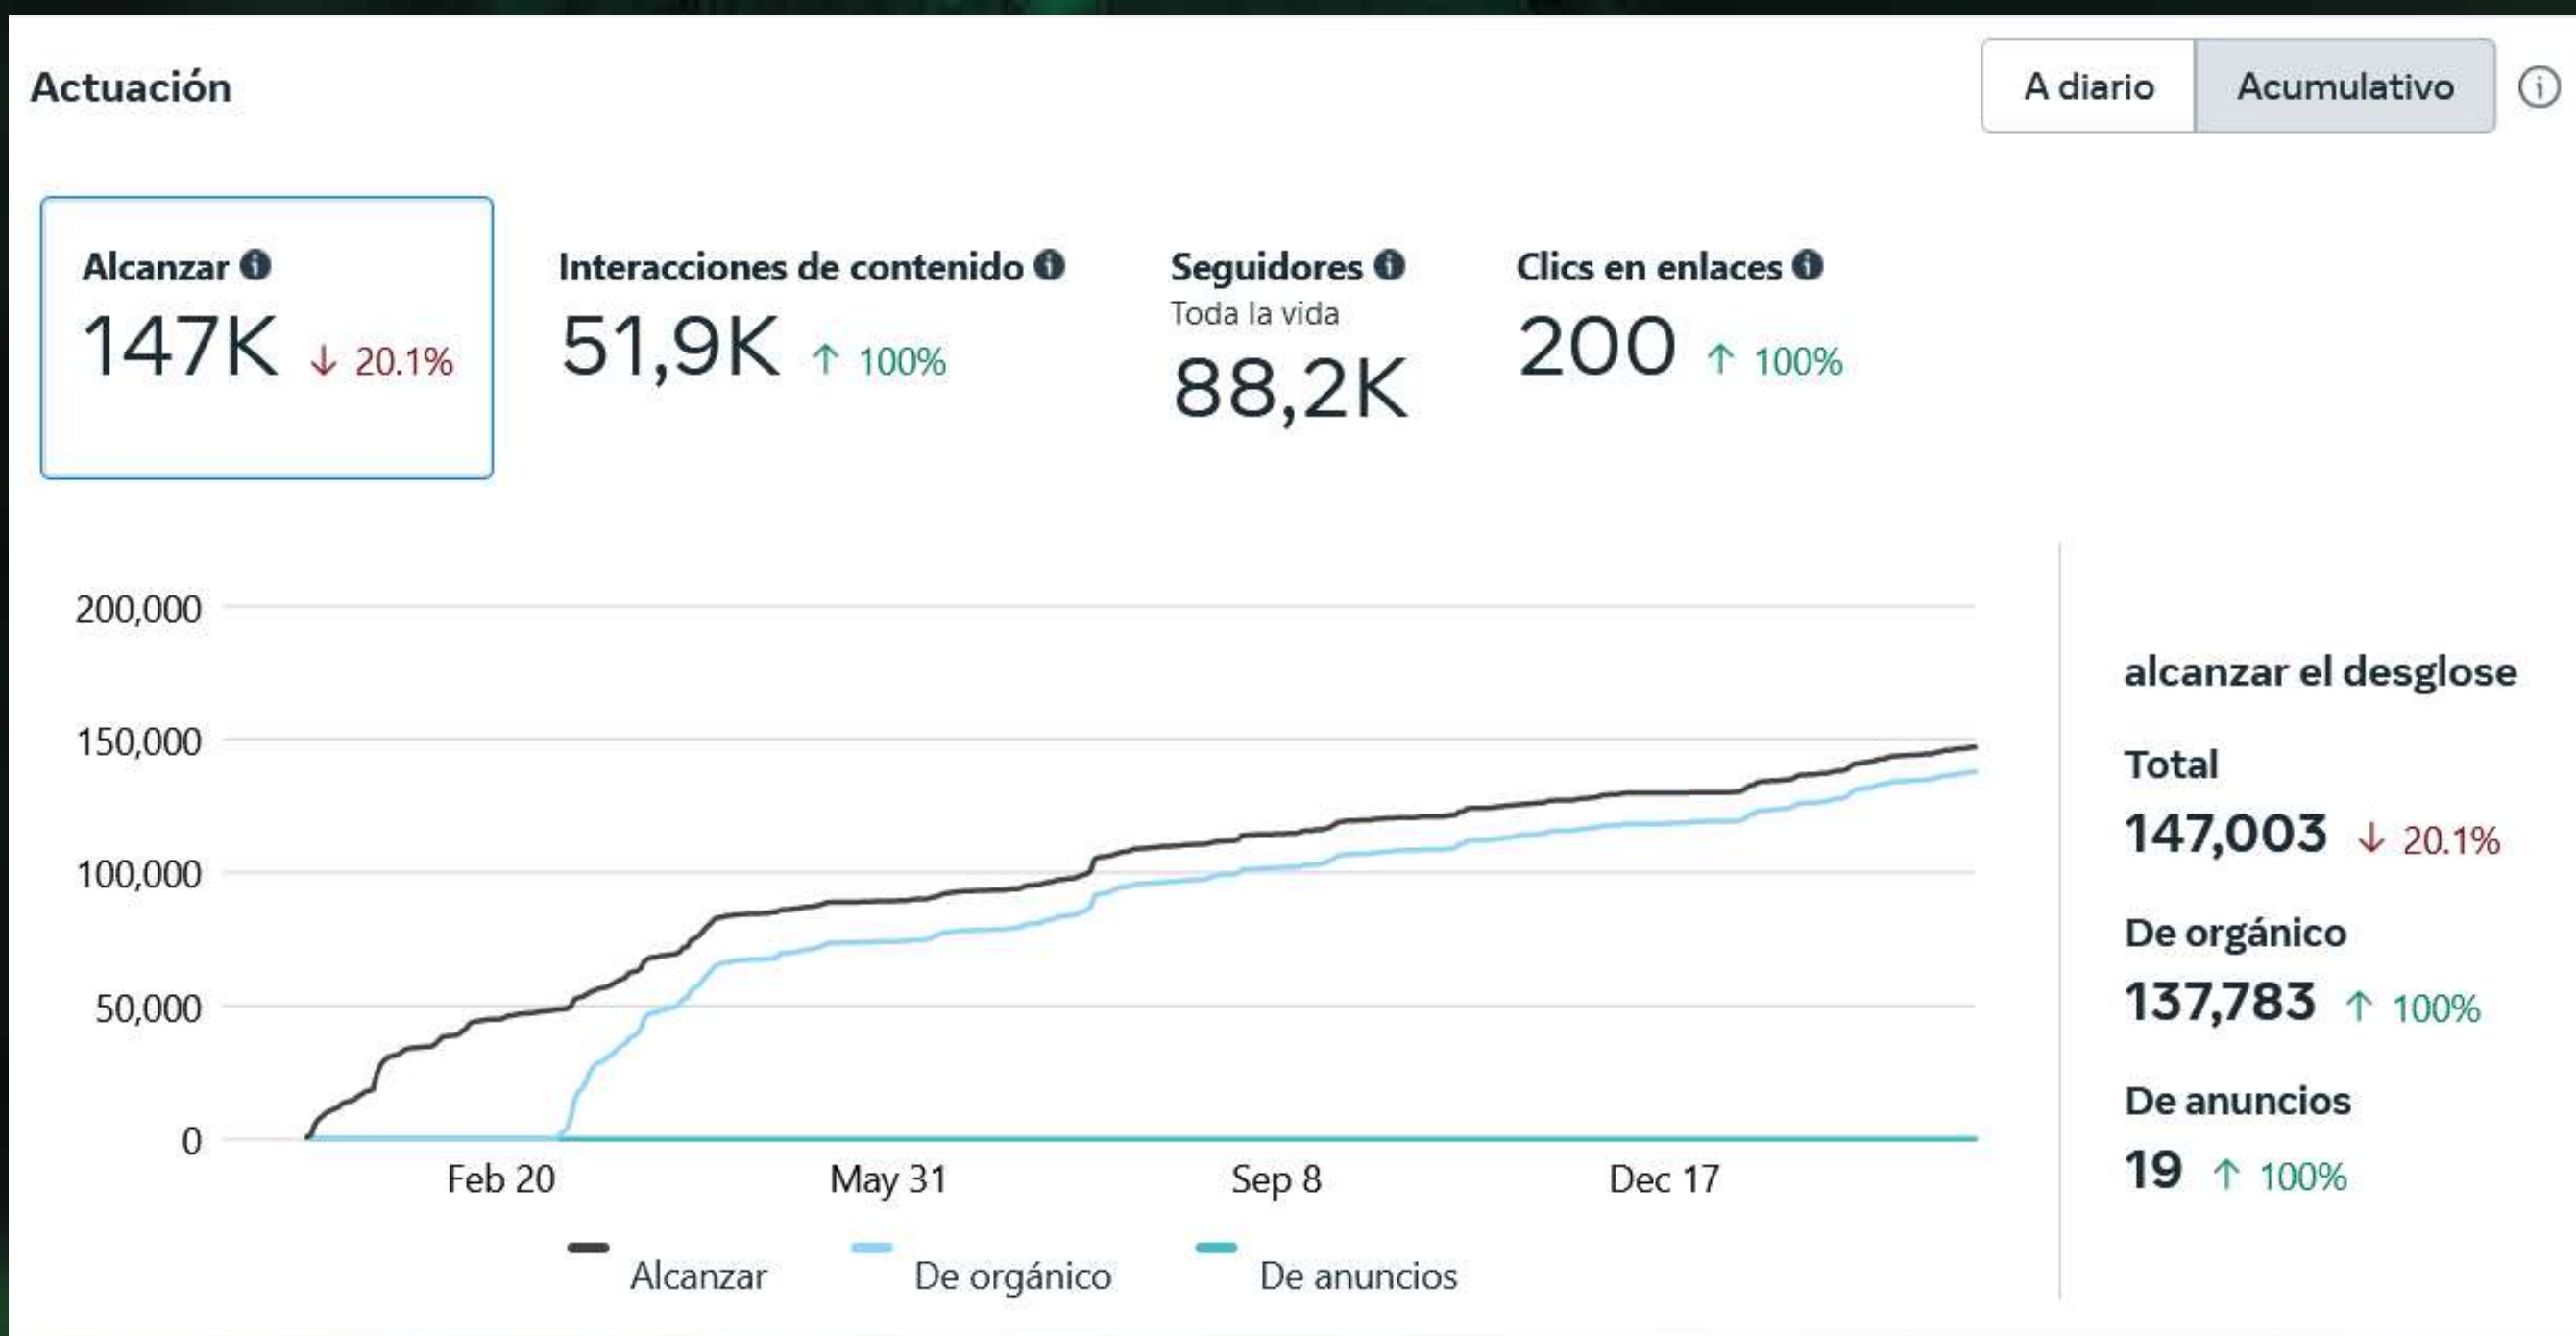 Actuación
A diario
Acumulativo
Alcanzar
147K ↓ 20.1%
Interacciones de contenido
51,9K ↑ 100%
Seguidores
Toda la vida
88,2K
Clics en enlaces
200 ↑ 100%
200,000
150,000
100,000
50,000
0
Feb 20
May 31
Sep 8
Dec 17
Alcanzar
De orgánico
De anuncios
alcanzar el desglose
Total
147,003 ↓ 20.1%
De orgánico
137,783 ↑ 100%
De anuncios
19 ↑ 100%